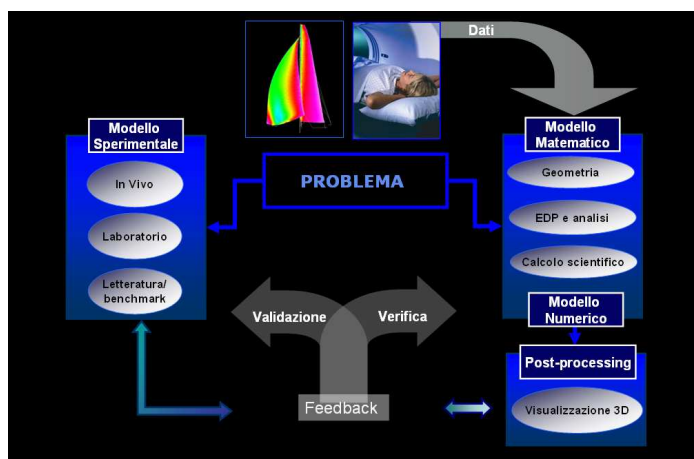 Dati
Modello
Sperimentale
In Vivo
Laboratorio
Letteratura/
benchmark
PROBLEMA
Modello
Matematico
Geometria
EDP e analisi
Calcolo scientifico
Modello
Numerico
Validazione
Verifica
Feedback
Post-processing
Visualizzazione 3D